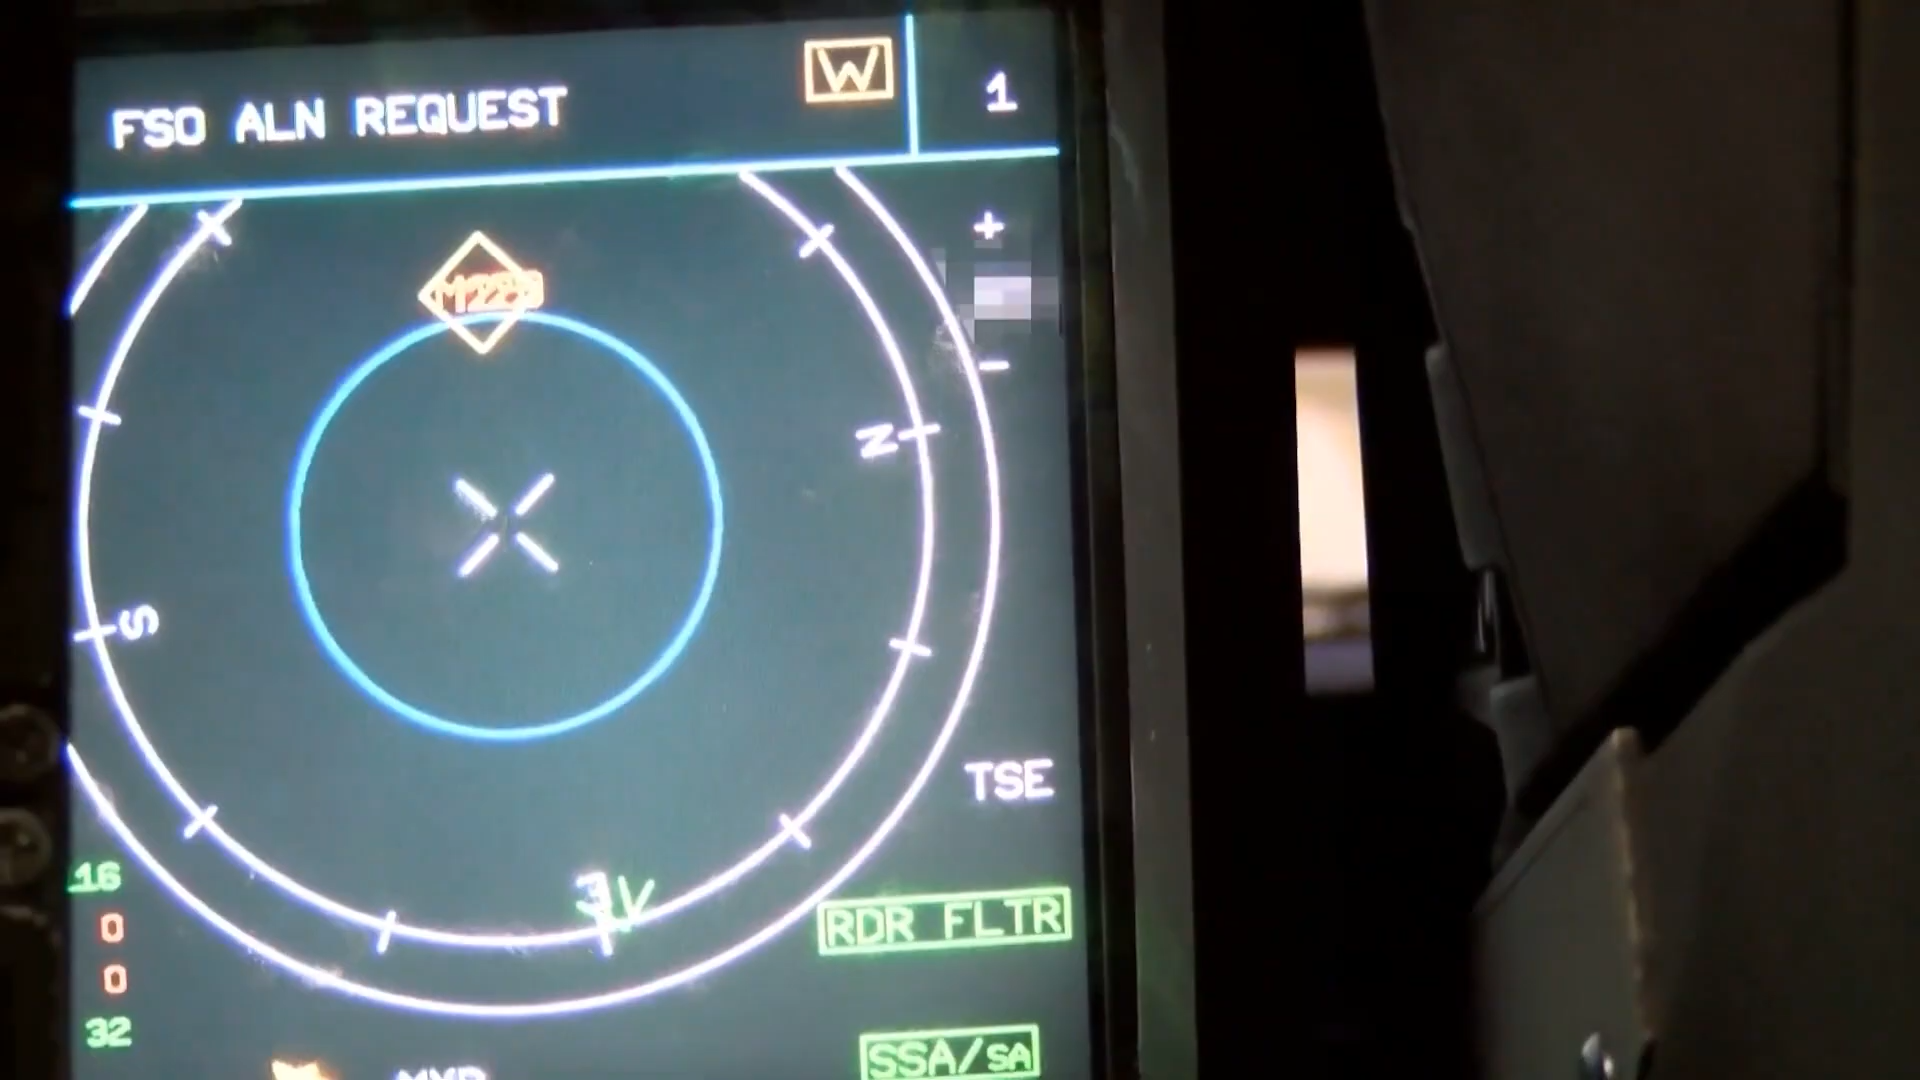 FSO ALN REQUEST
W
1
+
-
N
S
TSE
V
16
RDR FLTR
0
0
32
SSA/SA